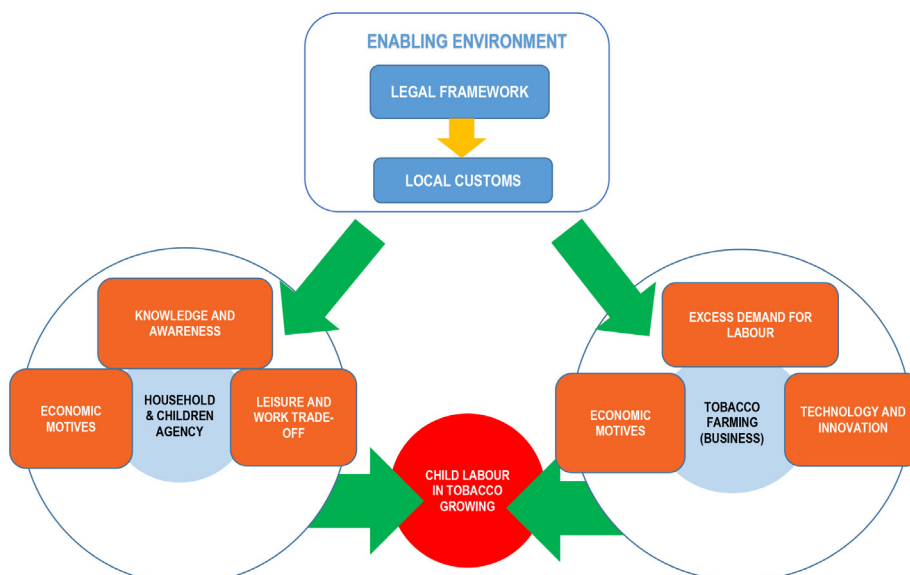 ENABLING ENVIRONMENT
LEGAL FRAMEWORK
LOCAL CUSTOMS
KNOWLEDGE AND
AWARENESS
ECONOMIC
MOTIVES
HOUSEHOLD
& CHILDREN
AGENCY
LEISURE AND
WORK TRADE-
OFF
CHILD LABOUR
IN TOBACCO
GROWING
EXCESS DEMAND FOR
LABOUR
ECONOMIC
MOTIVES
TOBACCO
FARMING
(BUSINESS)
TECHNOLOGY AND
INNOVATION